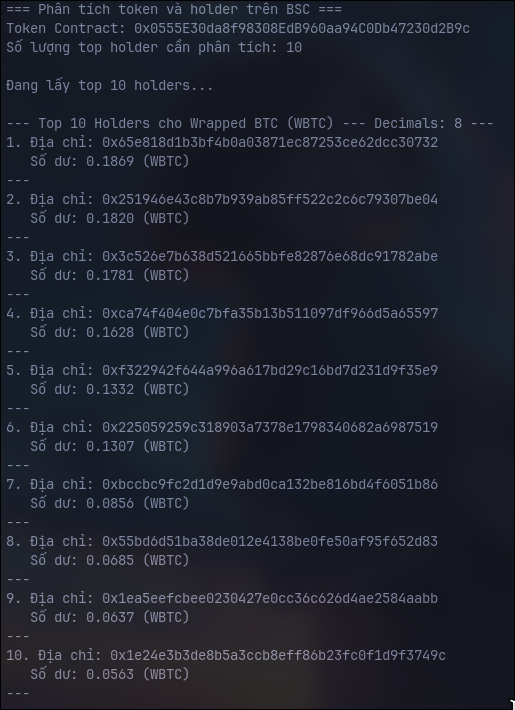 === Phân tích token và holder trên BSC ===
Token Contract: 0x0555E30da8f98308EdB960aa94C0Db47230d2B9c
Số lượng top holder cần phân tích: 10
Đang lấy top 10 holders...
--- Top 10 Holders cho Wrapped BTC (WBTC) --- Decimals: 8 ---
1. Địa chỉ: 0x65e818d1b3bf4b0a03871ec87253ce62dcc30732
Số dư: 0.1869 (WBTC)
---
2. Địa chỉ: 0x251946e43c8b7b939ab85ff522c2c6c79307be04
Số dư: 0.1820 (WBTC)
---
3. Địa chỉ: 0x3c526e7b638d521665bbfe82876e68dc91782abe
Số dư: 0.1781 (WBTC)
---
4. Địa chỉ: 0xca74f404e0c7bfa35b13b511097df966d5a65597
Số dư: 0.1628 (WBTC)
---
5. Địa chỉ: 0xf322942f644a996a617bd29c16bd7d231d9f35e9
Số dư: 0.1332 (WBTC)
---
6. Địa chỉ: 0x225059259c318903a7378e1798340682a6987519
Số dư: 0.1307 (WBTC)
---
7. Địa chỉ: 0xbccbc9fc2d1d9e9abd0ca132be816bd4f6051b86
Số dư: 0.0856 (WBTC)
---
8. Địa chỉ: 0x55bd6d51ba38de012e4138be0fe50af95f652d83
Số dư: 0.0685 (WBTC)
---
9. Địa chỉ: 0x1ea5eefcbee0230427e0cc36c626d4ae2584aabb
Số dư: 0.0637 (WBTC)
---
10. Địa chỉ: 0x1e24e3b3de8b5a3ccb8eff86b23fc0f1d9f3749c
Số dư: 0.0563 (WBTC)
---